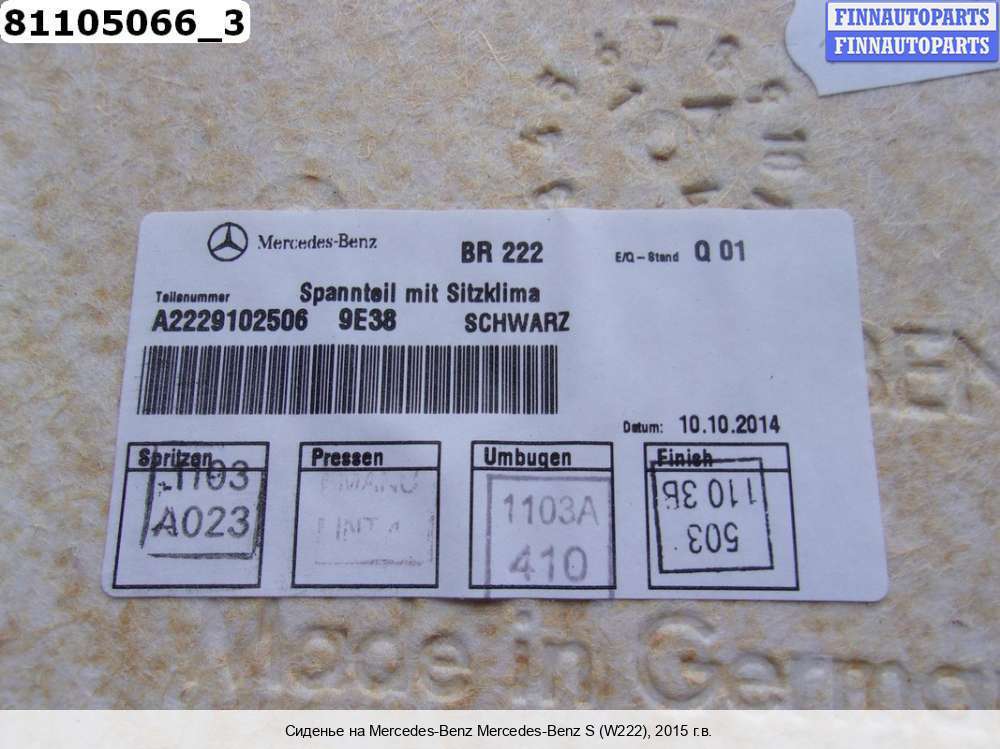 81105066_3
FINNAUTOPARTS
FINNAUTOPARTS
Mercedes-Benz BR 222 E/Q - Stand Q 01
Teilenummer Spannteil mit Sitzklima
A2229102506 9E38 SCHWARZ
Datum: 10.10.2014
Spritzen Pressen Umbugen Finish
1103 1103A 110 3B
A023 410 503
Made in German
Сиденье на Mercedes-Benz Mercedes-Benz S (W222), 2015 г.в.